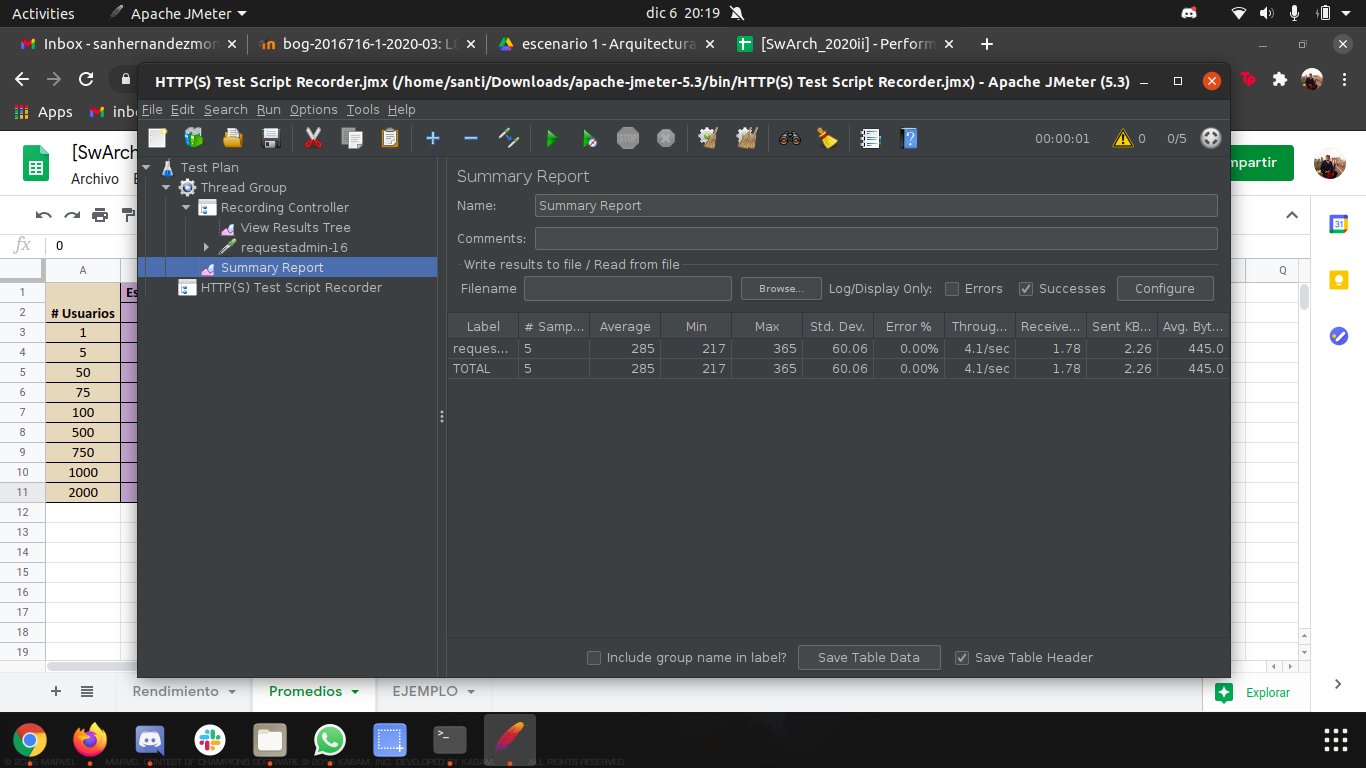 Activities
Apache JMeter
dic 6 20:19
Inbox - sanhernandezmon
bog-2016716-1-2020-03: L
escenario 1 - Arquitectura
[SwArch_2020ii] - Perform
Apps
inb
HTTP(S) Test Script Recorder.jmx (/home/santi/Downloads/apache-jmeter-5.3/bin/HTTP(S) Test Script Recorder.jmx) - Apache JMeter (5.3)
File Edit Search Run Options Tools Help
00:00:01
0
0/5
[SwArch
Archivo
mpartir
fx
0
A
Q
Es
# Usuarios
1
2
3
4
5
6
7
8
9
10
11
12
13
14
15
16
17
18
19
1
5
50
75
100
500
750
1000
2000
Test Plan
Thread Group
Recording Controller
View Results Tree
requestadmin-16
Summary Report
HTTP(S) Test Script Recorder
Summary Report
Name: Summary Report
Comments:
Write results to file / Read from file
Filename Browse... Log/Display Only: Errors Successes Configure
Label # Samp... Average Min Max Std. Dev. Error % Throug... Receive... Sent KB... Avg. Byt...
reques... 5 285 217 365 60.06 0.00% 4.1/sec 1.78 2.26 445.0
TOTAL 5 285 217 365 60.06 0.00% 4.1/sec 1.78 2.26 445.0
Include group name in label? Save Table Data Save Table Header
Rendimiento
Promedios
EJEMPLO
Explorar
31